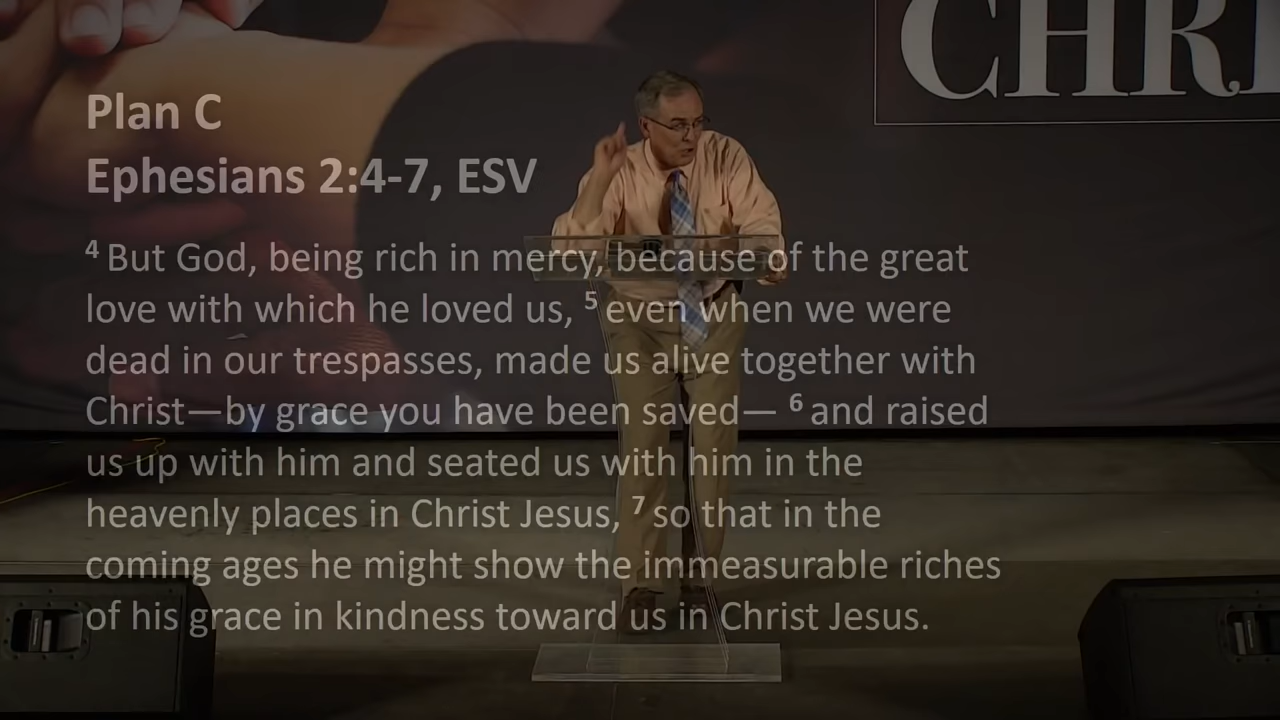 CHR
Plan C
Ephesians 2:4-7, ESV
⁴ But God, being rich in mercy, because of the great
love with which he loved us, ⁵ even when we were
dead in our trespasses, made us alive together with
Christ—by grace you have been saved— ⁶ and raised
us up with him and seated us with him in the
heavenly places in Christ Jesus, ⁷ so that in the
coming ages he might show the immeasurable riches
of his grace in kindness toward us in Christ Jesus.